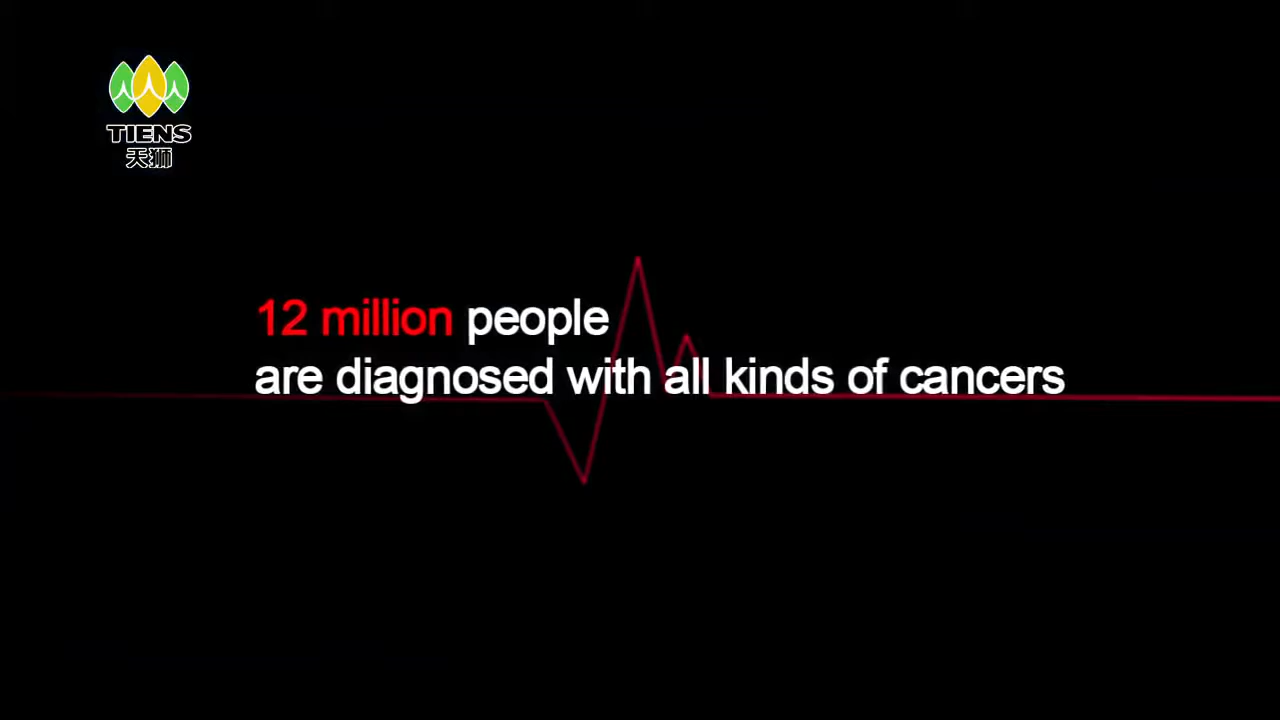 TIENS
天狮
12 million people
are diagnosed with all kinds of cancers